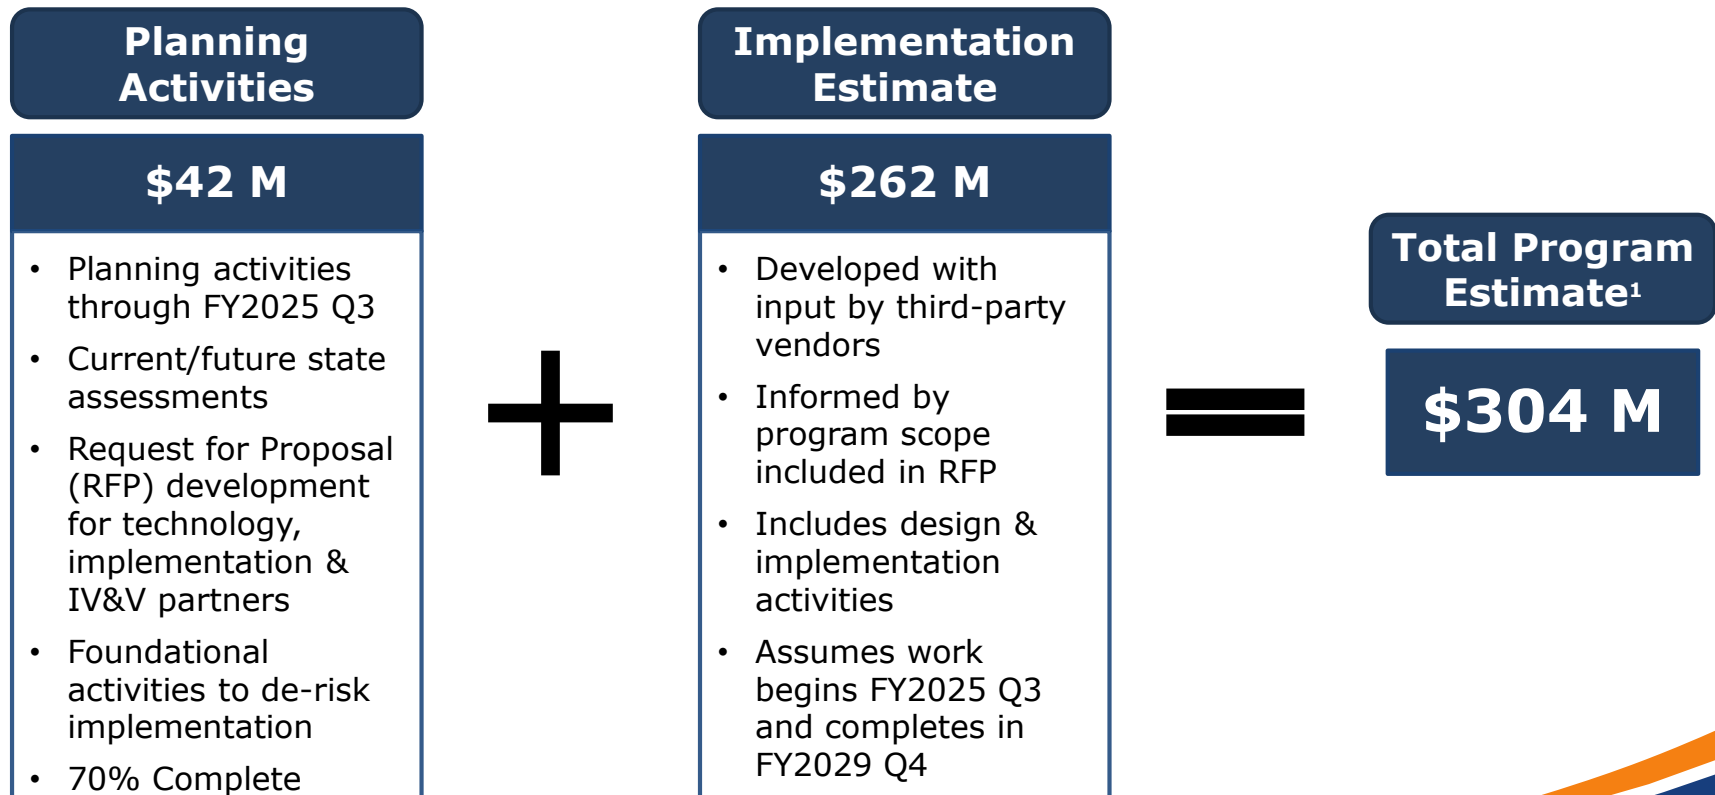 Planning
Activities
$42 M
• Planning activities
through FY2025 Q3
• Current/future state
assessments
• Request for Proposal
(RFP) development
for technology,
implementation &
IV&V partners
• Foundational
activities to de-risk
implementation
• 70% Complete
+
Implementation
Estimate
$262 M
• Developed with
input by third-party
vendors
• Informed by
program scope
included in RFP
• Includes design &
implementation
activities
• Assumes work
begins FY2025 Q3
and completes in
FY2029 Q4
=
Total Program
Estimate¹
$304 M